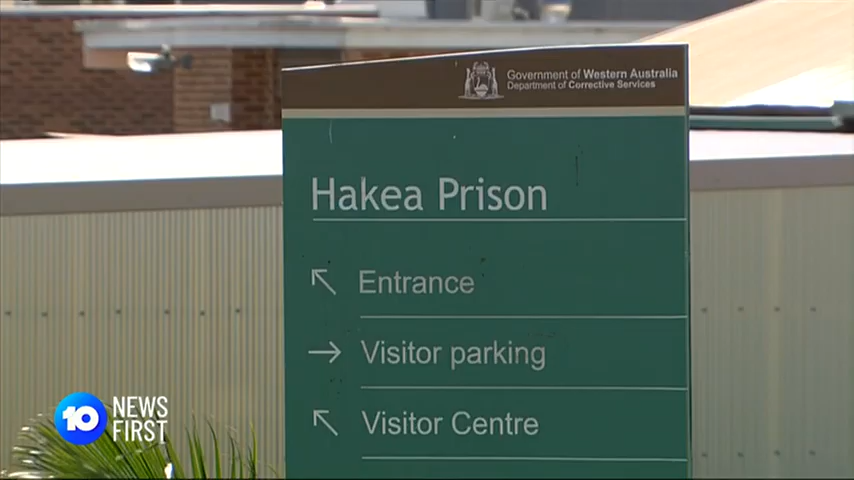 Government of Western Australia
Department of Corrective Services
Hakea Prison
Entrance
Visitor parking
Visitor Centre
10 NEWS
FIRST